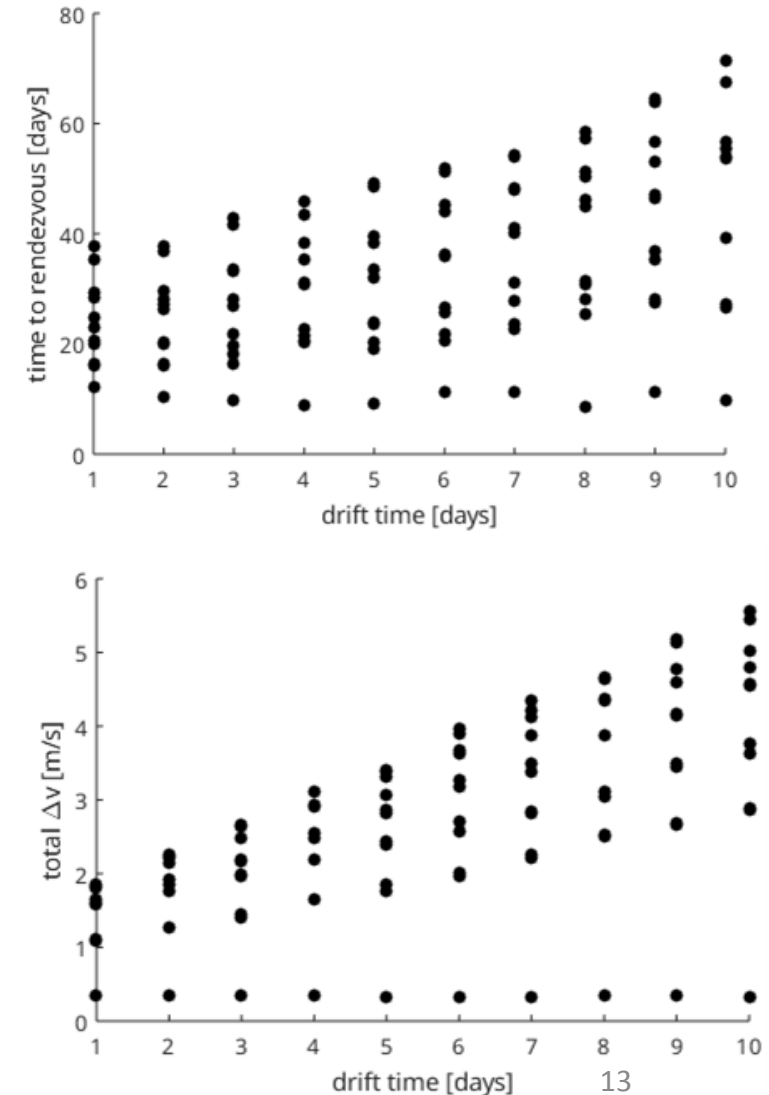 80
60
40
20
0
time to rendezvous [days]
1 2 3 4 5 6 7 8 9 10
drift time [days]
6
5
4
3
2
1
0
total Δv [m/s]
1 2 3 4 5 6 7 8 9 10
drift time [days]
13